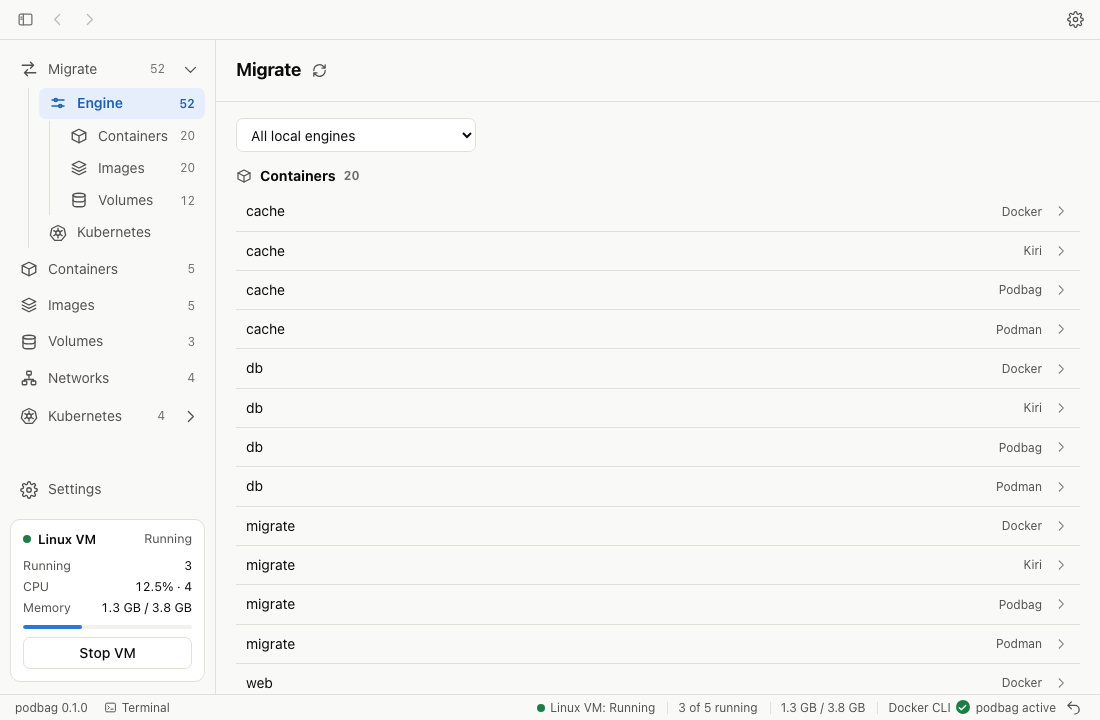 Migrate 52
Engine 52
Containers 20
Images 20
Volumes 12
Kubernetes
Containers 5
Images 5
Volumes 3
Networks 4
Kubernetes 4
Settings
Linux VM Running
Running 3
CPU 12.5% · 4
Memory 1.3 GB / 3.8 GB
Stop VM
Migrate
All local engines
Containers 20
cache Docker
cache Kiri
cache Podbag
cache Podman
db Docker
db Kiri
db Podbag
db Podman
migrate Docker
migrate Kiri
migrate Podbag
migrate Podman
web Docker
podbag 0.1.0 Terminal Linux VM: Running 3 of 5 running 1.3 GB / 3.8 GB Docker CLI podbag active